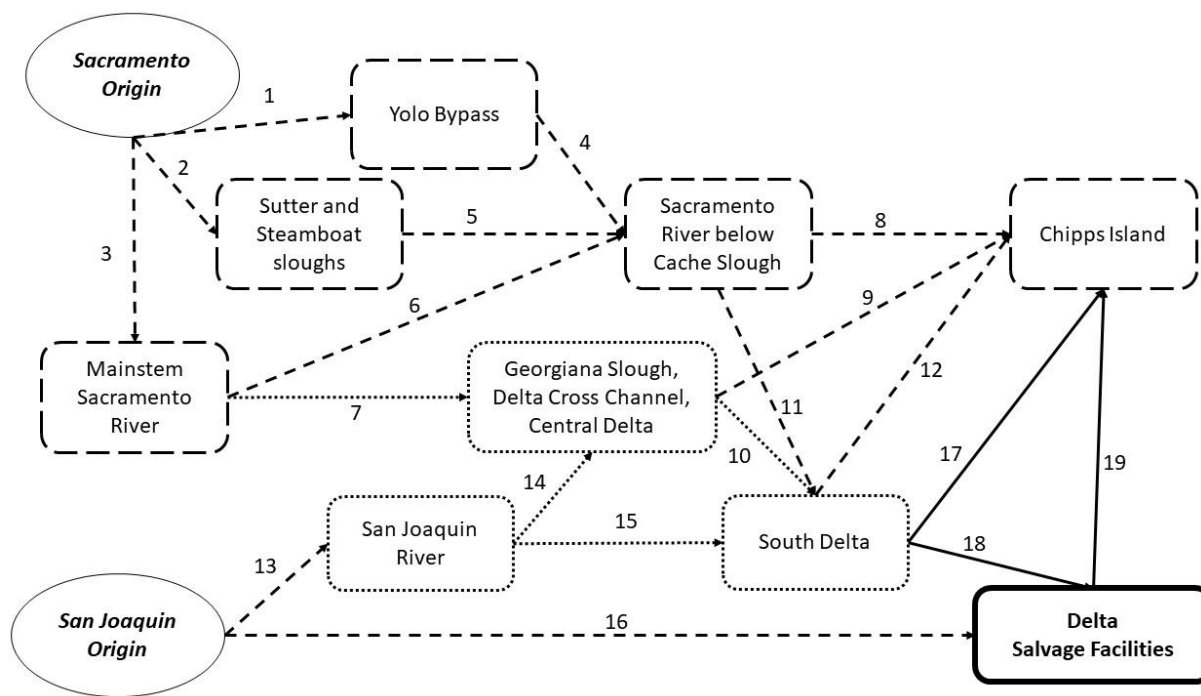 Sacramento
Origin
1
Yolo Bypass
4
2
Sutter and
Steamboat
sloughs
5
Sacramento
River below
Cache Slough
8
Chipps Island
3
6
9
Mainstem
Sacramento
River
7
Georgiana Slough,
Delta Cross Channel,
Central Delta
12
11
10
14
17
19
San Joaquin
River
15
South Delta
18
13
San Joaquin
Origin
16
Delta
Salvage Facilities